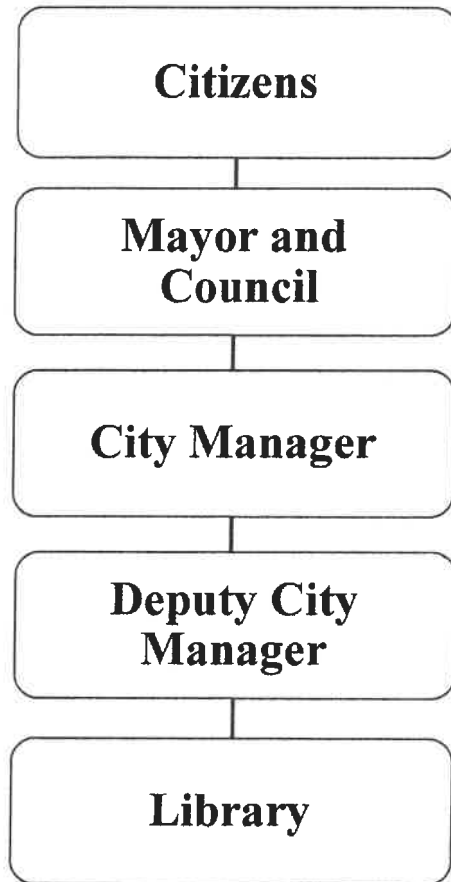 Citizens
Mayor and
Council
City Manager
Deputy City
Manager
Library